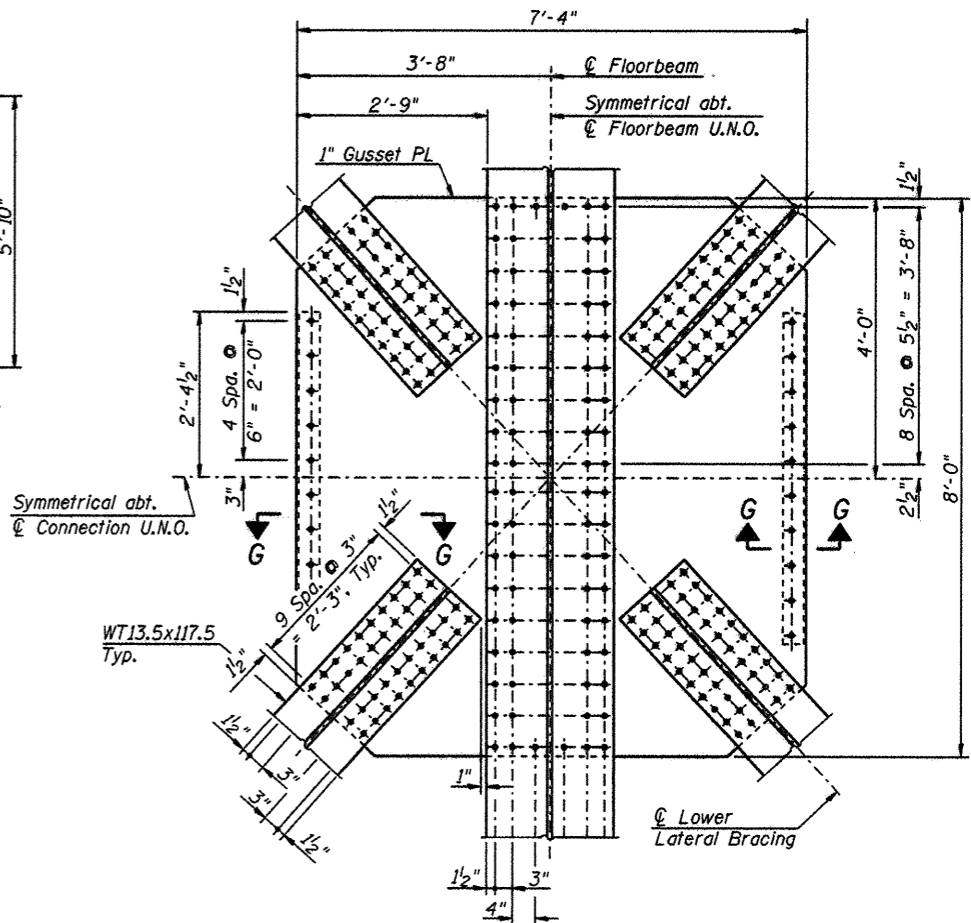 7'-4"
3'-8"
℄ Floorbeam
2'-9"
Symmetrical abt.
℄ Floorbeam U.N.O.
1" Gusset PL
5'-10"
1½"
1½"
2'-4½"
4 Spa. @
6" = 2'-0"
3"
4'-0"
8 Spa. @ 5½" = 3'-8"
2½"
8'-0"
Symmetrical abt.
℄ Connection U.N.O.
G
G
G
G
1½"
9 Spa. @ 3"
= 2'-3", Typ.
1½"
WT13.5x117.5
Typ.
1½"
3"
3"
1½"
1"
℄ Lower
Lateral Bracing
1½"
3"
4"